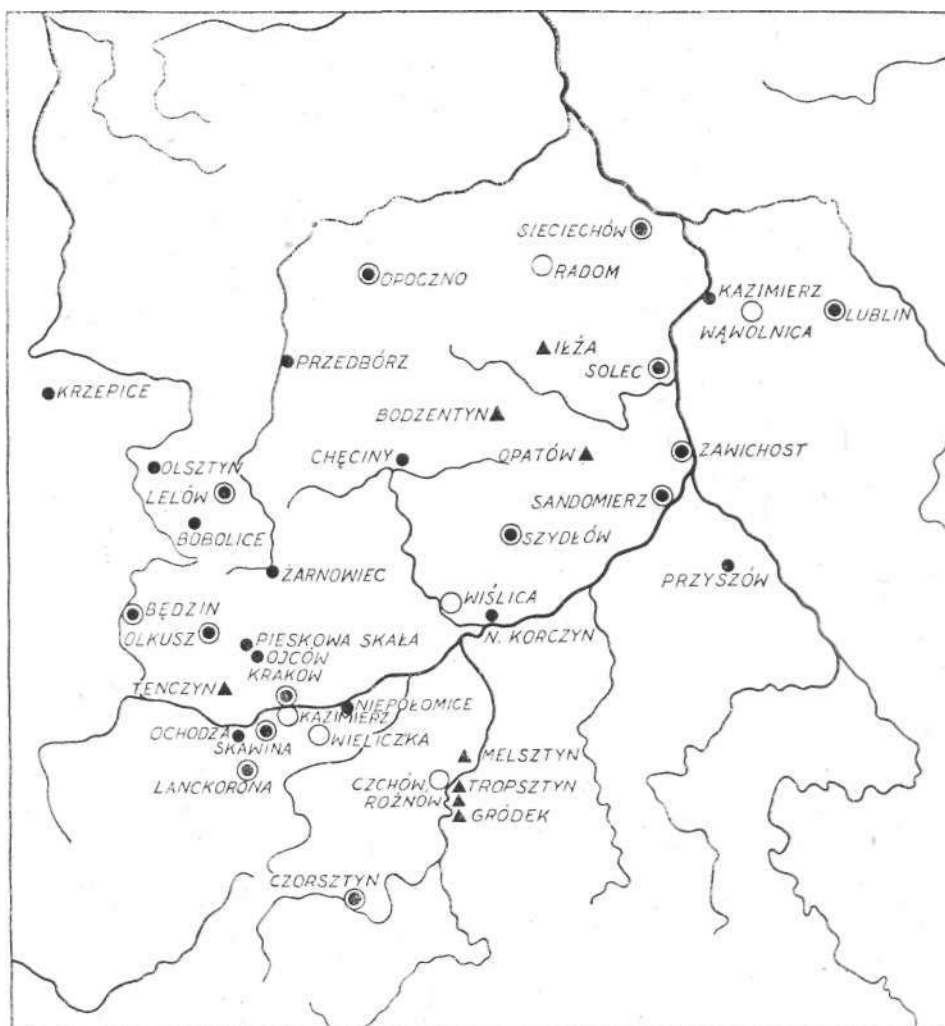 SIECIECHÓW
RADOM
OPOCZNO
KAZIMIERZ
WĄWOLNICA
LUBLIN
IŁŻA
PRZEDBÓRZ
SOLEC
KRZEPICE
BODZENTYN
CHĘCINY
OPATÓW
ZAWICHOST
OLSZTYN
LELÓW
SANDOMIERZ
BOBOLICE
SZYDŁÓW
ŻARNOWIEC
PRZYSZÓW
WIŚLICA
BĘDZIN
N. KORCZYN
OLKUSZ
PIESKOWA SKAŁA
OJCÓW
KRAKOW
TENCZYN
NIEPOŁOMICE
KAZIMIERZ
OCHODZA
SKAWINA
WIELICZKA
MELSZTYN
LANCKORONA
CZCHÓW,
TROPSZTYN
ROŻNOW
GRÓDEK
CZORSZTYN